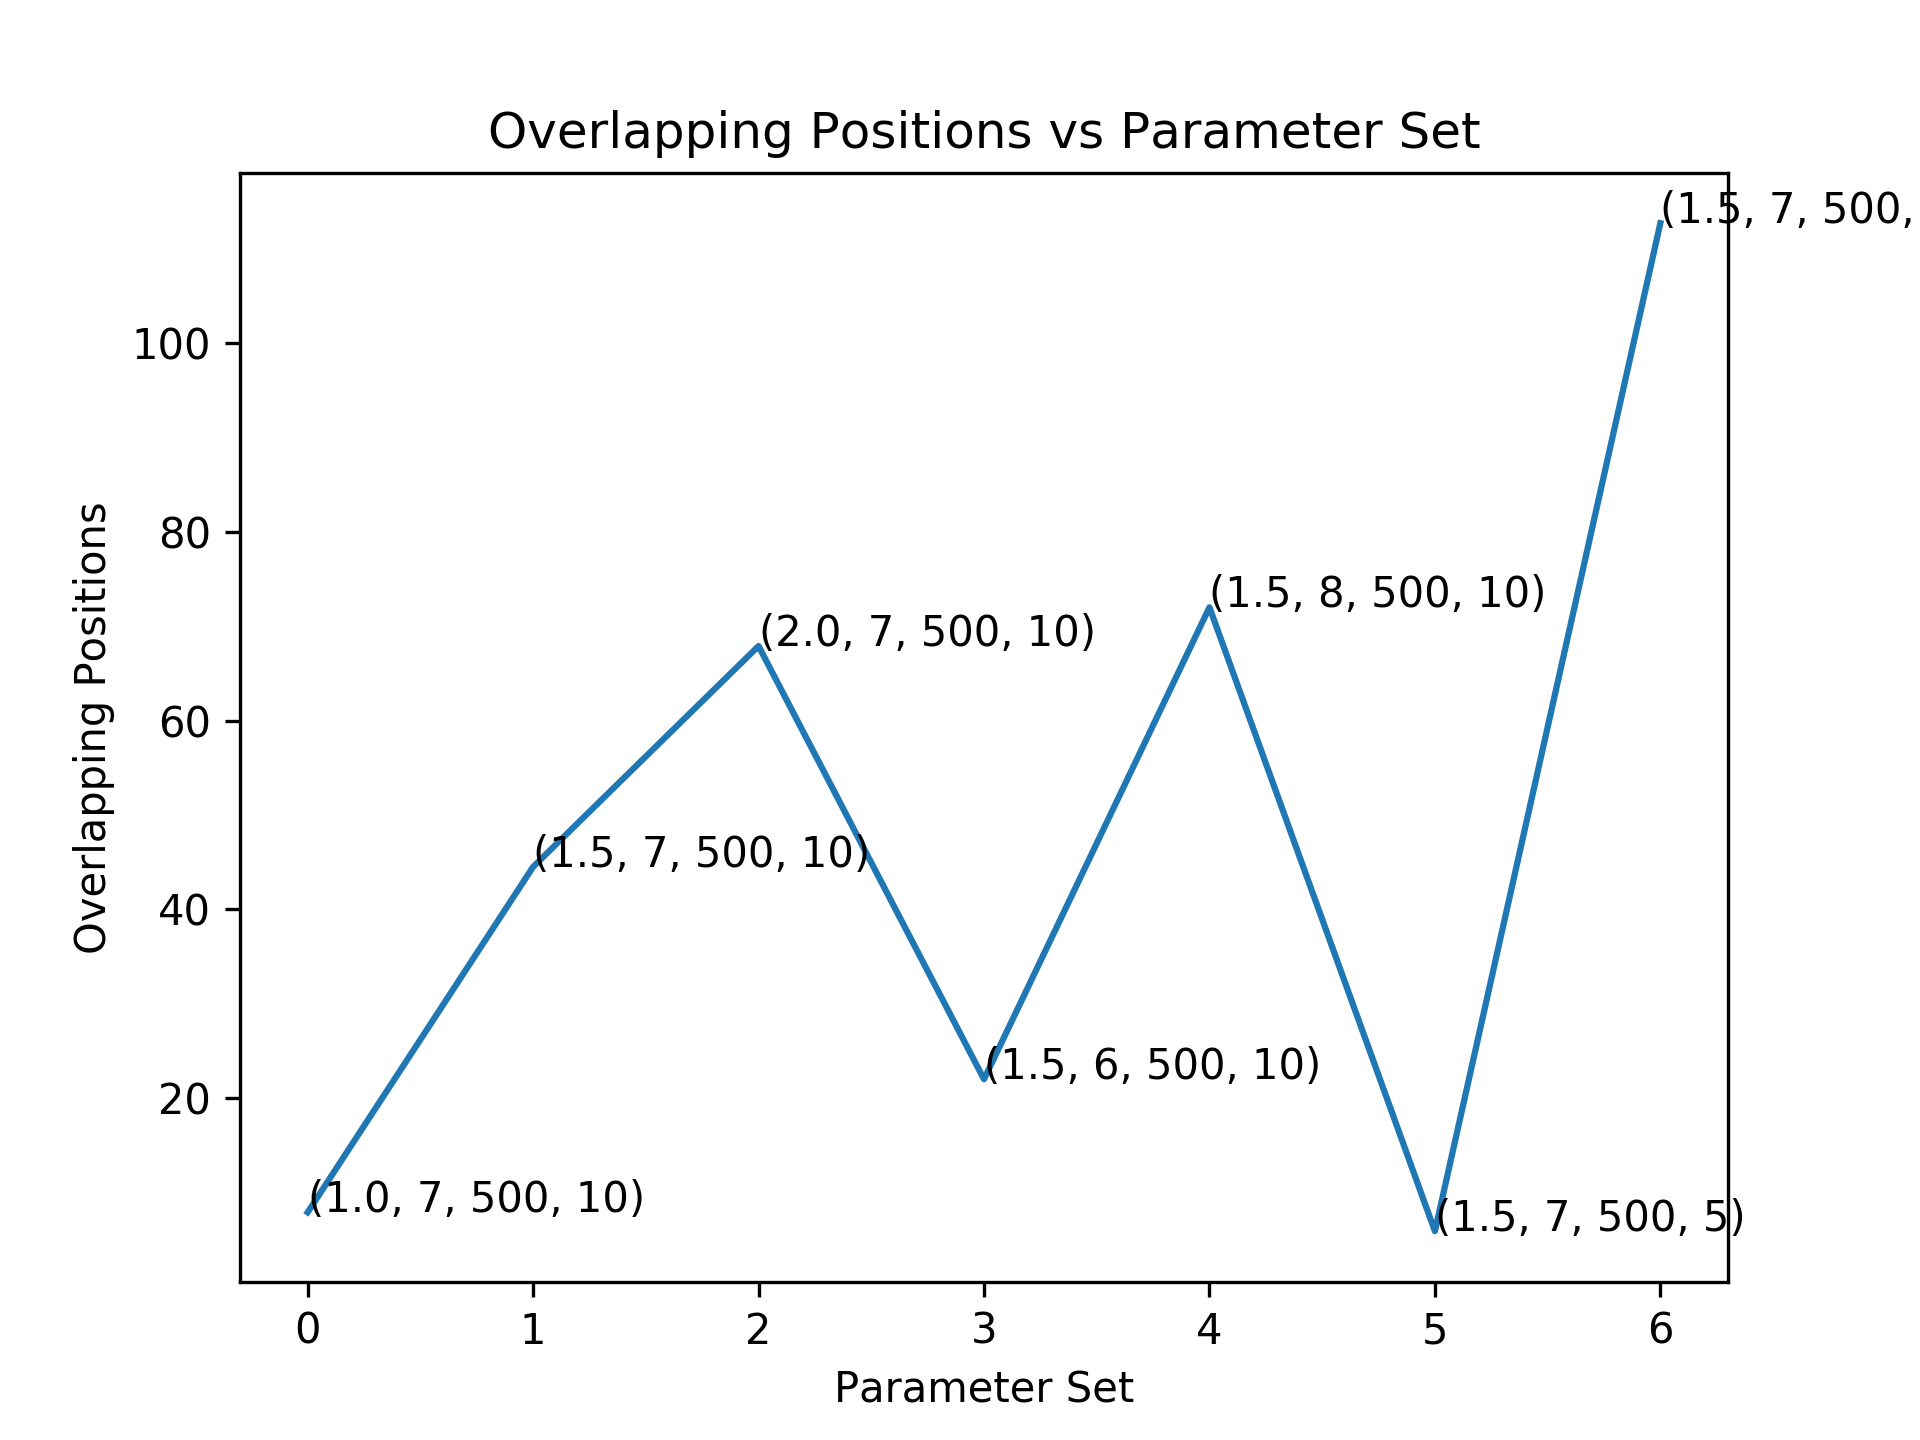 Overlapping Positions vs Parameter Set
(1.5, 7, 500,
100
80
(1.5, 8, 500, 10)
(2.0, 7, 500, 10)
60
(1.5, 7, 500, 10)
40
(1.5, 6, 500, 10)
20
(1.0, 7, 500, 10)
(1.5, 7, 500, 5)
Overlapping Positions
0 1 2 3 4 5 6
Parameter Set